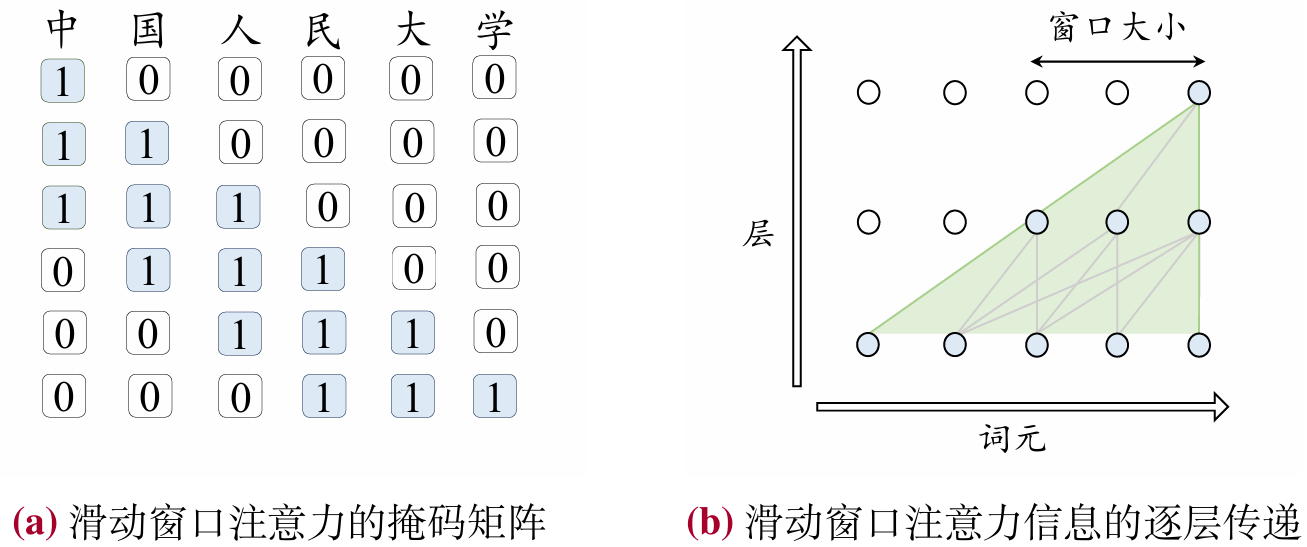 中 国 人 民 大 学
1 0 0 0 0 0
1 1 0 0 0 0
1 1 1 0 0 0
0 1 1 1 0 0
0 0 1 1 1 0
0 0 0 1 1 1
(a) 滑动窗口注意力的掩码矩阵
窗口大小
层
词元
(b) 滑动窗口注意力信息的逐层传递